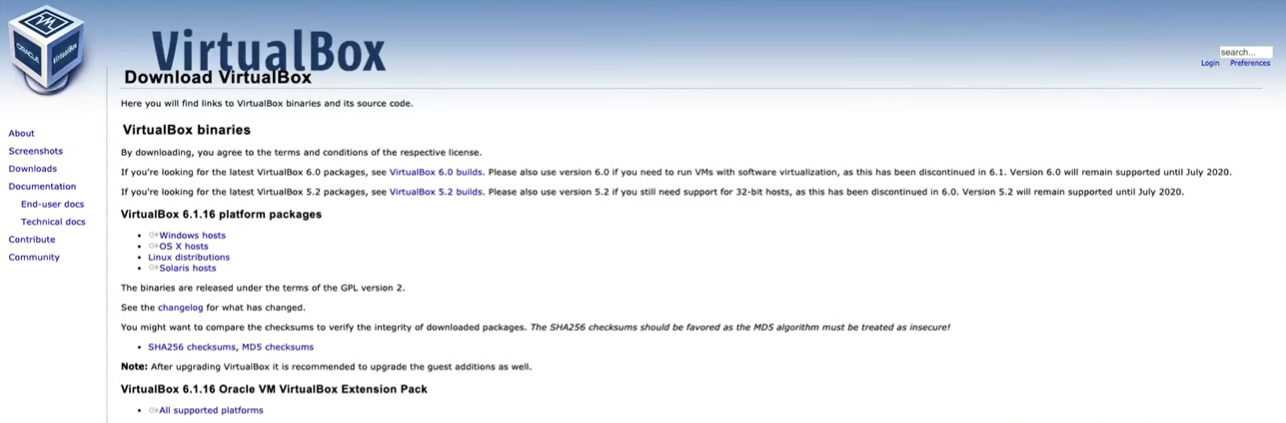 ORACLE
VirtualBox
VirtualBox
search...
Login Preferences
Download VirtualBox
Here you will find links to VirtualBox binaries and its source code.
About
Screenshots
Downloads
Documentation
End-user docs
Technical docs
Contribute
Community
VirtualBox binaries
By downloading, you agree to the terms and conditions of the respective license.
If you're looking for the latest VirtualBox 6.0 packages, see VirtualBox 6.0 builds. Please also use version 6.0 if you need to run VMs with software virtualization, as this has been discontinued in 6.1. Version 6.0 will remain supported until July 2020.
If you're looking for the latest VirtualBox 5.2 packages, see VirtualBox 5.2 builds. Please also use version 5.2 if you still need support for 32-bit hosts, as this has been discontinued in 6.0. Version 5.2 will remain supported until July 2020.
VirtualBox 6.1.16 platform packages
• Windows hosts
• OS X hosts
• Linux distributions
• Solaris hosts
The binaries are released under the terms of the GPL version 2.
See the changelog for what has changed.
You might want to compare the checksums to verify the integrity of downloaded packages. The SHA256 checksums should be favored as the MD5 algorithm must be treated as insecure!
• SHA256 checksums, MD5 checksums
Note: After upgrading VirtualBox it is recommended to upgrade the guest additions as well.
VirtualBox 6.1.16 Oracle VM VirtualBox Extension Pack
• All supported platforms